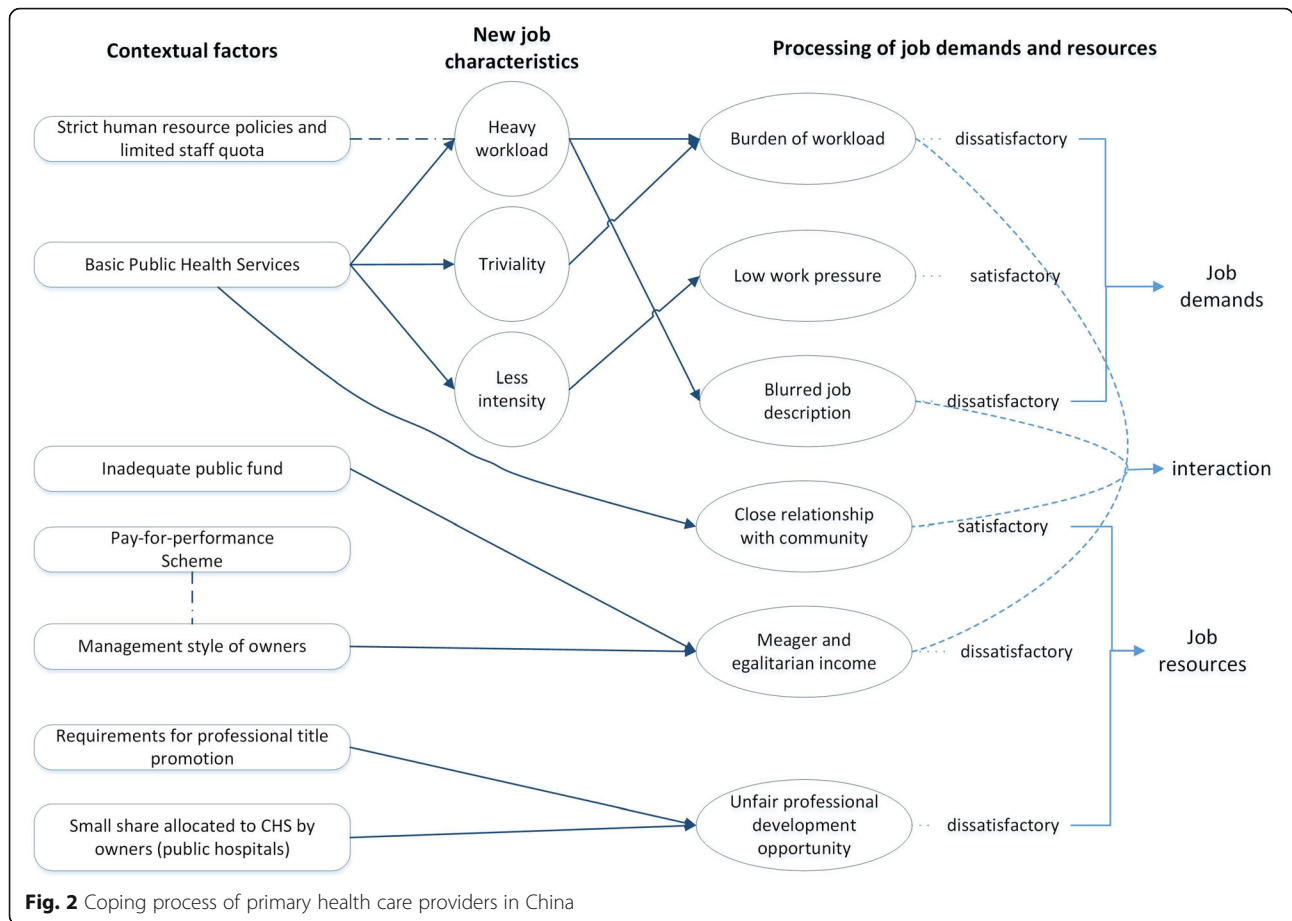 Contextual factors
New job
characteristics
Processing of job demands and resources
Strict human resource policies and
limited staff quota
Heavy
workload
Burden of workload
dissatisfactory
Basic Public Health Services
Triviality
Low work pressure
satisfactory
Job
demands
Less
intensity
Blurred job
description
dissatisfactory
Inadequate public fund
interaction
Close relationship
with community
satisfactory
Pay-for-performance
Scheme
Management style of owners
Meager and
egalitarian income
dissatisfactory
Job
resources
Requirements for professional title
promotion
Small share allocated to CHS by
owners (public hospitals)
Unfair professional
development
opportunity
dissatisfactory
Fig. 2 Coping process of primary health care providers in China